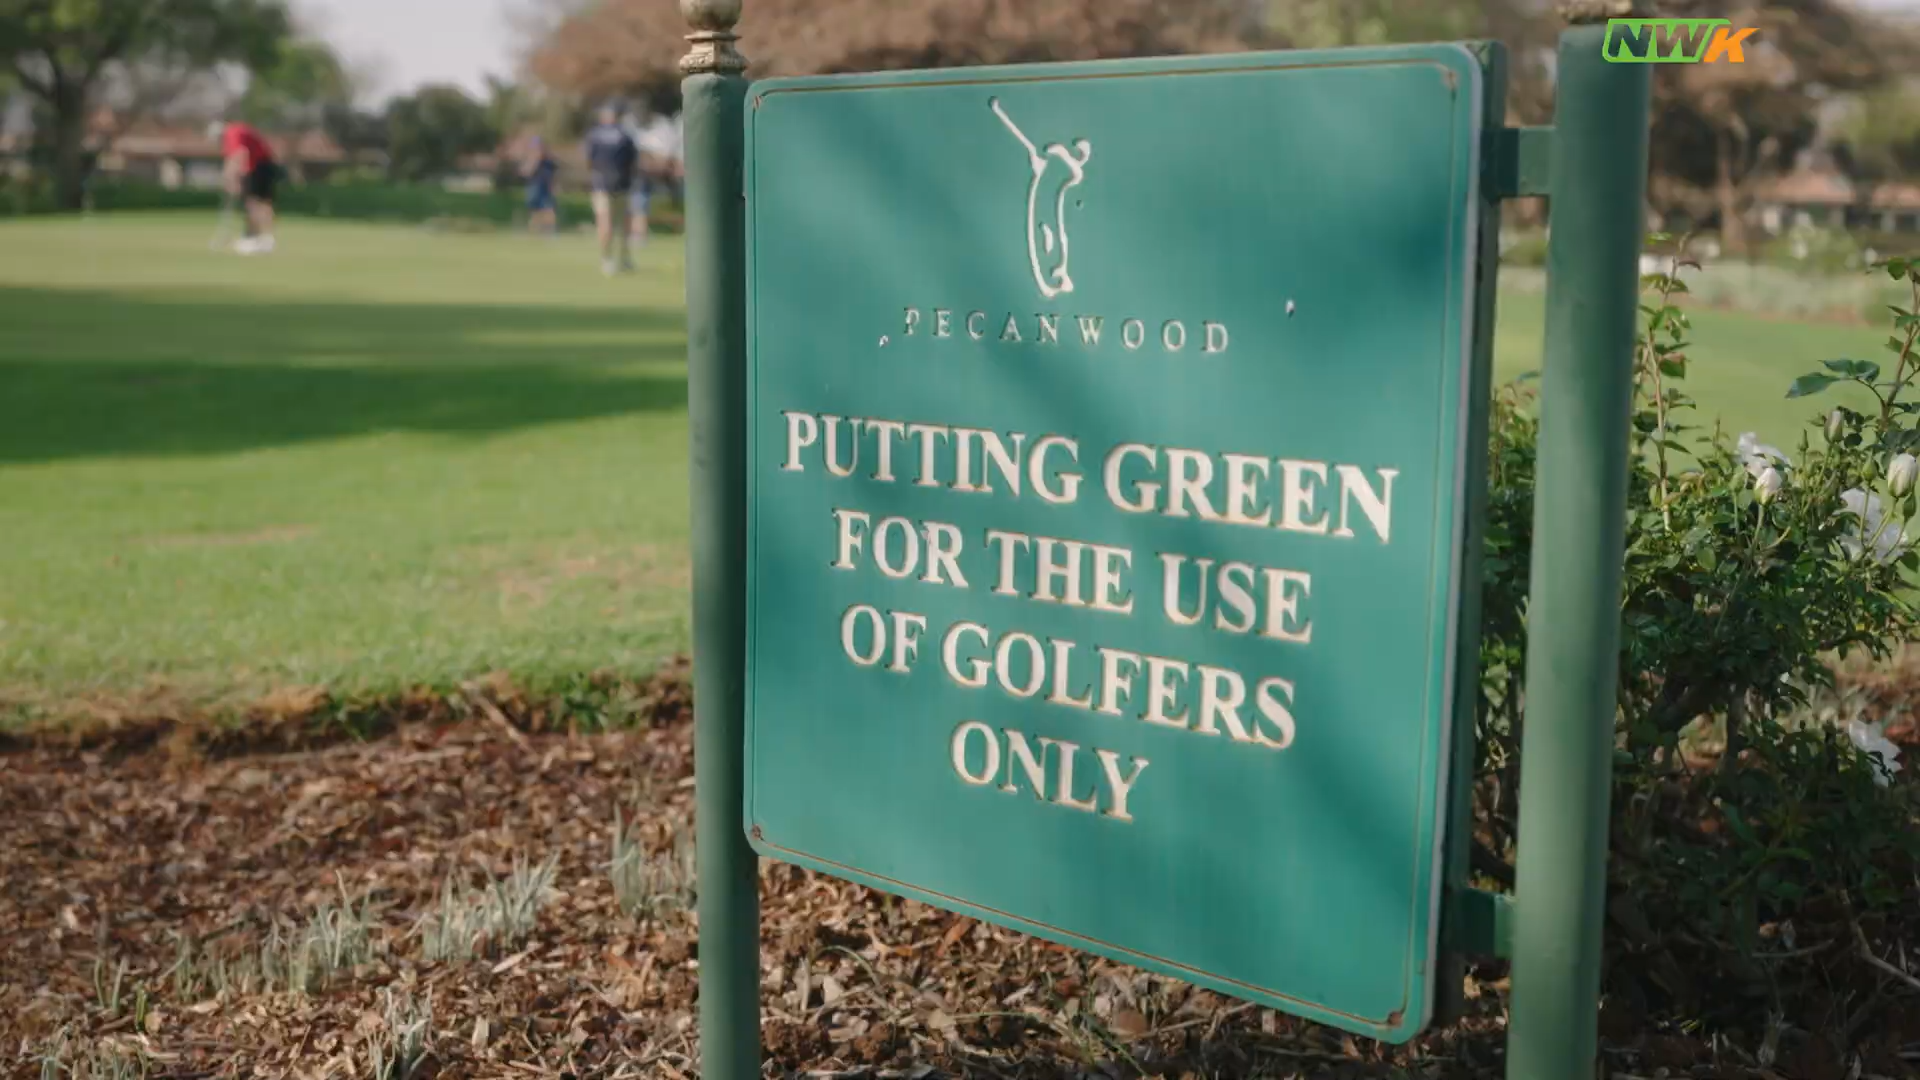 NWK
PECANWOOD
PUTTING GREEN
FOR THE USE
OF GOLFERS
ONLY